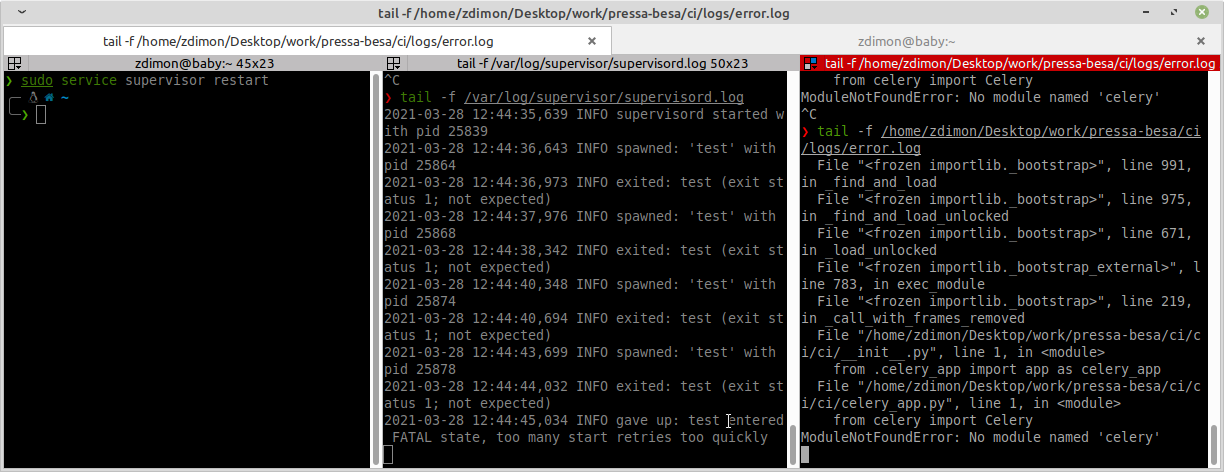 tail -f /home/zdimon/Desktop/work/pressa-besa/ci/logs/error.log
tail -f /home/zdimon/Desktop/work/pressa-besa/ci/logs/error.log
zdimon@baby:~
zdimon@baby:~ 45x23
❯ sudo service supervisor restart
~
❯
tail -f /var/log/supervisor/supervisord.log 50x23
^C
❯ tail -f /var/log/supervisor/supervisord.log
2021-03-28 12:44:35,639 INFO supervisord started w
ith pid 25839
2021-03-28 12:44:36,643 INFO spawned: 'test' with
pid 25864
2021-03-28 12:44:36,973 INFO exited: test (exit st
atus 1; not expected)
2021-03-28 12:44:37,976 INFO spawned: 'test' with
pid 25868
2021-03-28 12:44:38,342 INFO exited: test (exit st
atus 1; not expected)
2021-03-28 12:44:40,348 INFO spawned: 'test' with
pid 25874
2021-03-28 12:44:40,694 INFO exited: test (exit st
atus 1; not expected)
2021-03-28 12:44:43,699 INFO spawned: 'test' with
pid 25878
2021-03-28 12:44:44,032 INFO exited: test (exit st
atus 1; not expected)
2021-03-28 12:44:45,034 INFO gave up: test entered
FATAL state, too many start retries too quickly
tail -f /home/zdimon/Desktop/work/pressa-besa/ci/logs/error.log
from celery import Celery
ModuleNotFoundError: No module named 'celery'
^C
❯ tail -f /home/zdimon/Desktop/work/pressa-besa/ci
/logs/error.log
File "<frozen importlib._bootstrap>", line 991,
in _find_and_load
File "<frozen importlib._bootstrap>", line 975,
in _find_and_load_unlocked
File "<frozen importlib._bootstrap>", line 671,
in _load_unlocked
File "<frozen importlib._bootstrap_external>", l
ine 783, in exec_module
File "<frozen importlib._bootstrap>", line 219,
in _call_with_frames_removed
File "/home/zdimon/Desktop/work/pressa-besa/ci/c
i/ci/__init__.py", line 1, in <module>
from .celery_app import app as celery_app
File "/home/zdimon/Desktop/work/pressa-besa/ci/c
i/ci/celery_app.py", line 1, in <module>
from celery import Celery
ModuleNotFoundError: No module named 'celery'